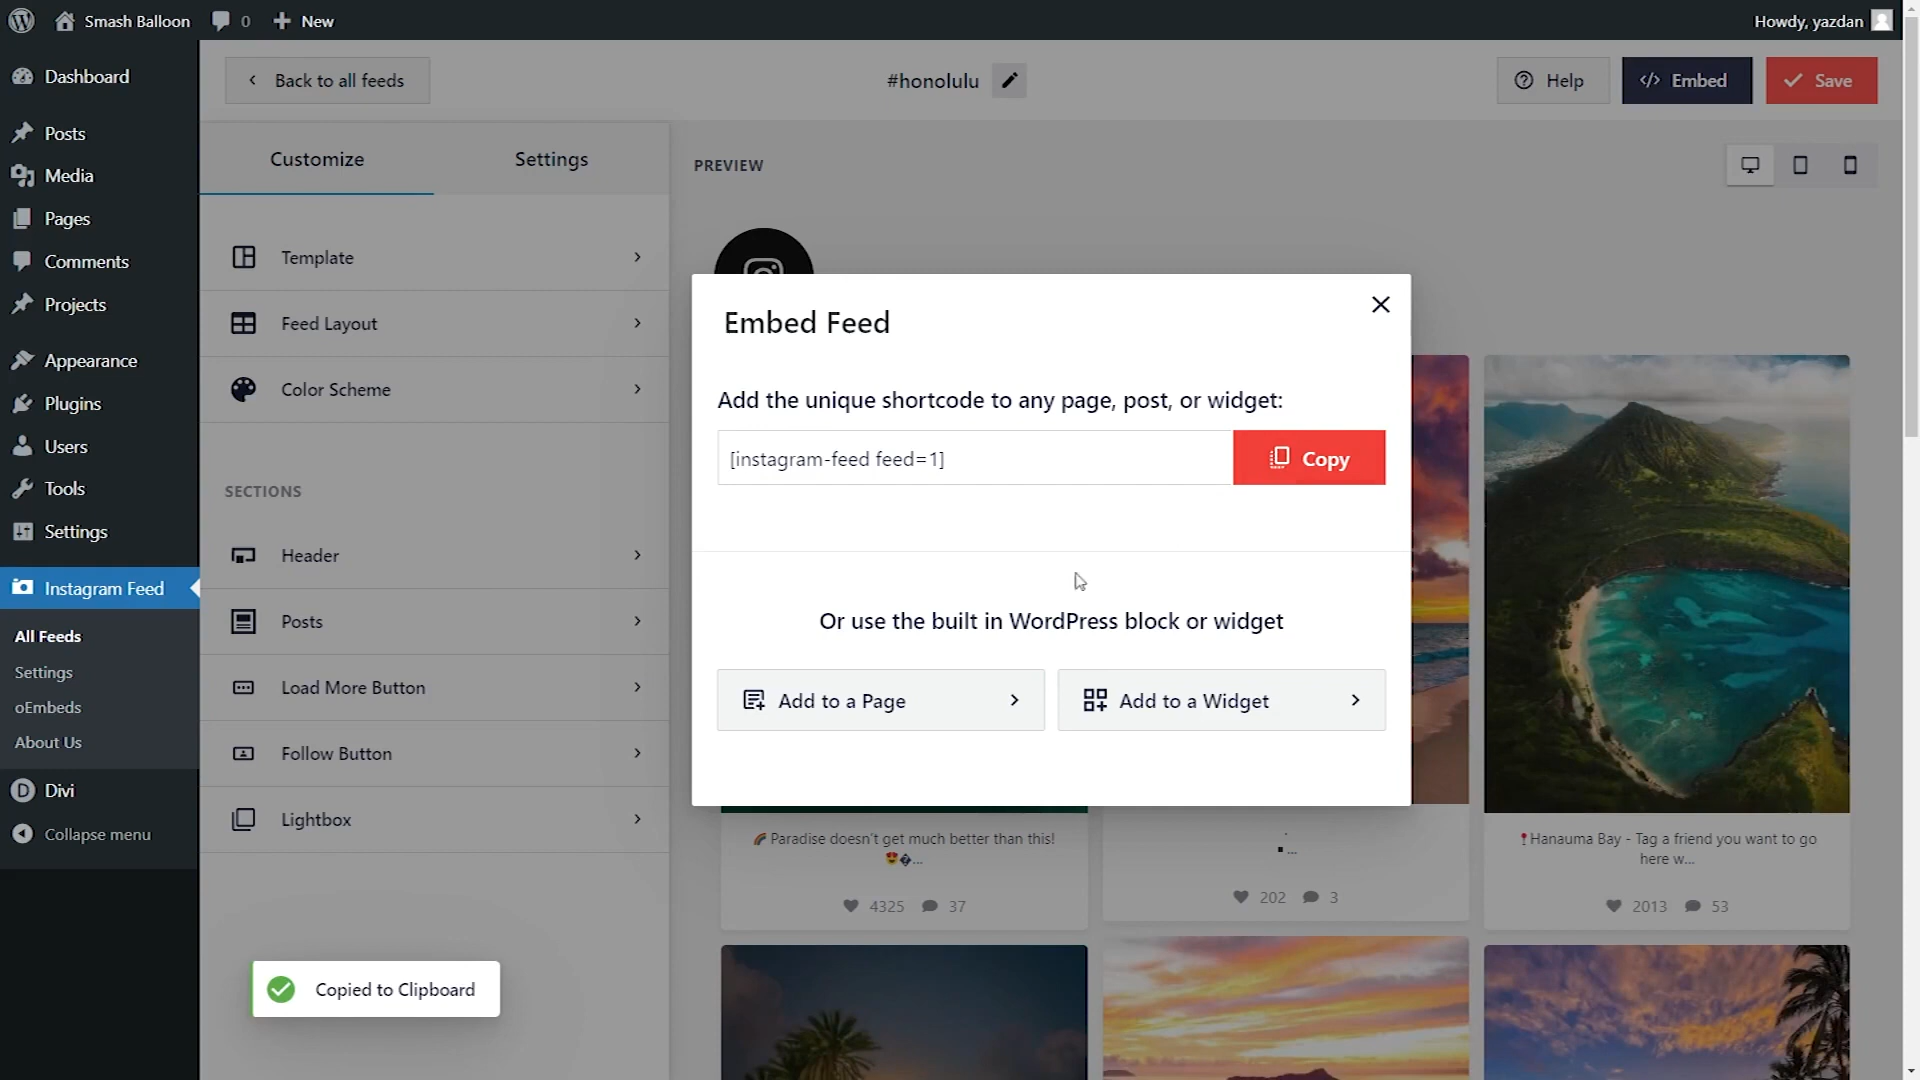 Smash Balloon
0
New
Howdy, yazdan
Dashboard
Posts
Media
Pages
Comments
Projects
Appearance
Plugins
Users
Tools
Settings
Instagram Feed
All Feeds
Settings
oEmbeds
About Us
Divi
Collapse menu
Back to all feeds
#honolulu
Help
Embed
Save
Customize
Settings
Template
Feed Layout
Color Scheme
SECTIONS
Header
Posts
Load More Button
Follow Button
Lightbox
Copied to Clipboard
PREVIEW
Embed Feed
Add the unique shortcode to any page, post, or widget:
[instagram-feed feed=1]
Copy
Or use the built in WordPress block or widget
Add to a Page
Add to a Widget
🌈 Paradise doesn't get much better than this!
😍�...
4325 37
.
▪...
202 3
📍Hanauma Bay - Tag a friend you want to go
here w...
2013 53